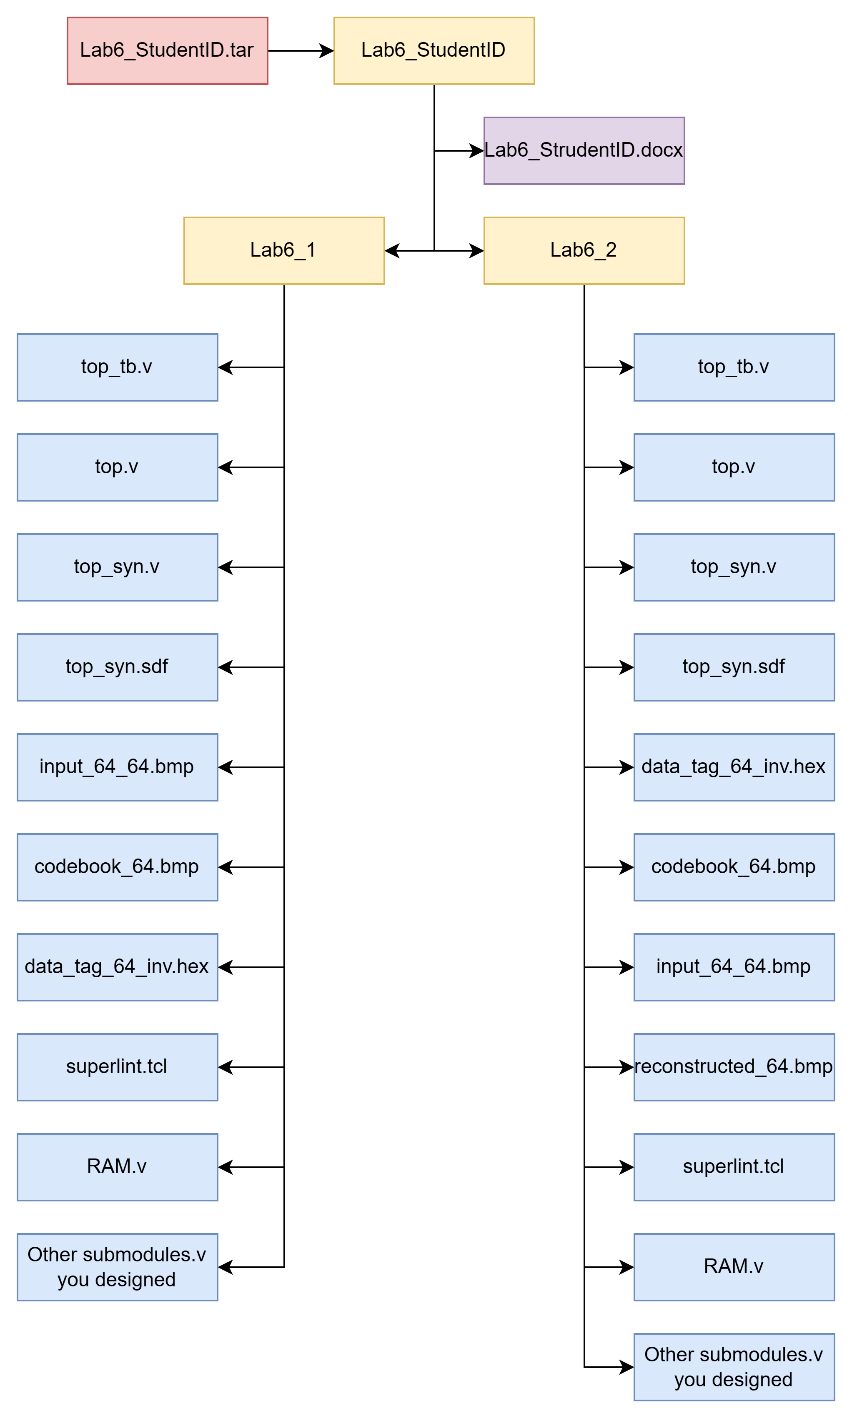 Lab6_StudentID.tar
Lab6_StudentID
Lab6_StrudentID.docx
Lab6_1
Lab6_2
top_tb.v
top.v
top_syn.v
top_syn.sdf
input_64_64.bmp
codebook_64.bmp
data_tag_64_inv.hex
superlint.tcl
RAM.v
Other submodules.v
you designed
top_tb.v
top.v
top_syn.v
top_syn.sdf
data_tag_64_inv.hex
codebook_64.bmp
input_64_64.bmp
reconstructed_64.bmp
superlint.tcl
RAM.v
Other submodules.v
you designed